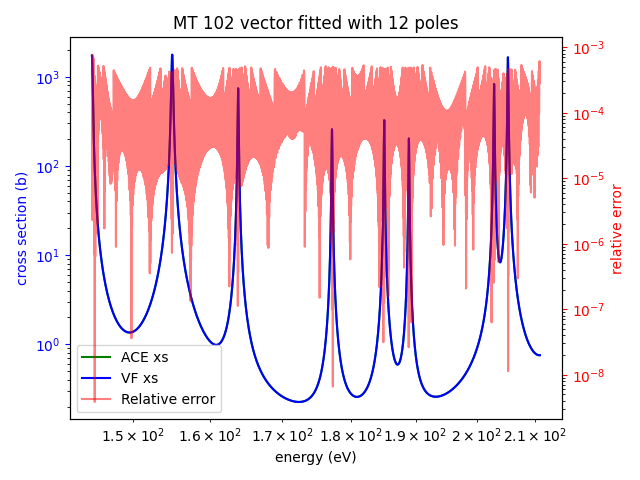 MT 102 vector fitted with 12 poles
10³
10²
10¹
10⁰
cross section (b)
10⁻³
10⁻⁴
10⁻⁵
10⁻⁶
10⁻⁷
10⁻⁸
relative error
ACE xs
VF xs
Relative error
1.5 × 10² 1.6 × 10² 1.7 × 10² 1.8 × 10² 1.9 × 10² 2 × 10² 2.1 × 10²
energy (eV)